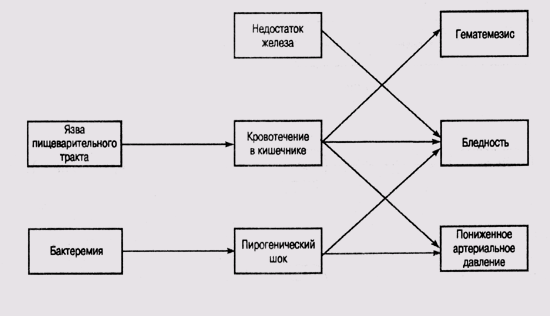 Недостаток
железа
Гематемезис
Язва
пищеварительного
тракта
Кровотечение
в кишечнике
Бледность
Бактеремия
Пирогенический
шок
Пониженное
артериальное
давление